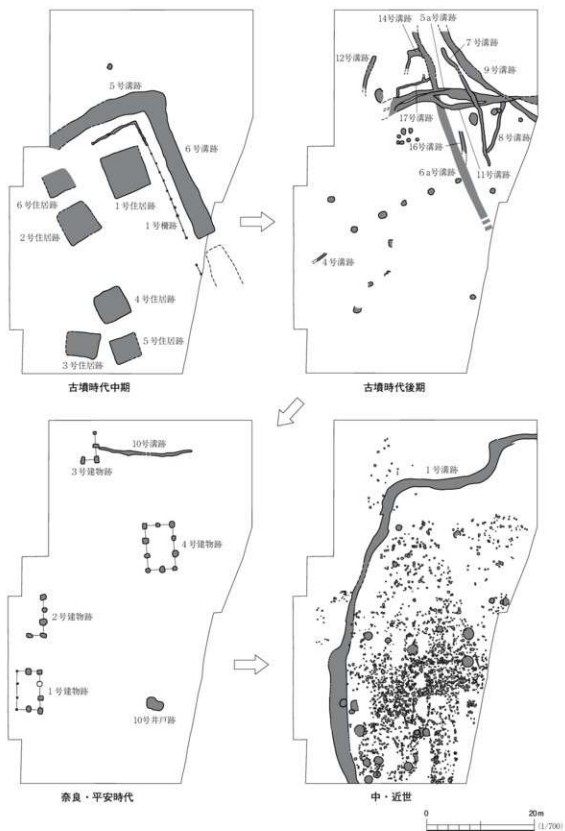 5号溝跡
6号溝跡
6号住居跡
1号住居跡
2号住居跡
1号柵跡
4号住居跡
5号住居跡
3号住居跡
古墳時代中期
14号溝跡
5a号溝跡
7号溝跡
12号溝跡
9号溝跡
17号溝跡
8号溝跡
16号溝跡
11号溝跡
6a号溝跡
4号溝跡
古墳時代後期
10号溝跡
3号建物跡
4号建物跡
2号建物跡
1号建物跡
10号井戸跡
奈良・平安時代
1号溝跡
中・近世
0 20m
(1/700)